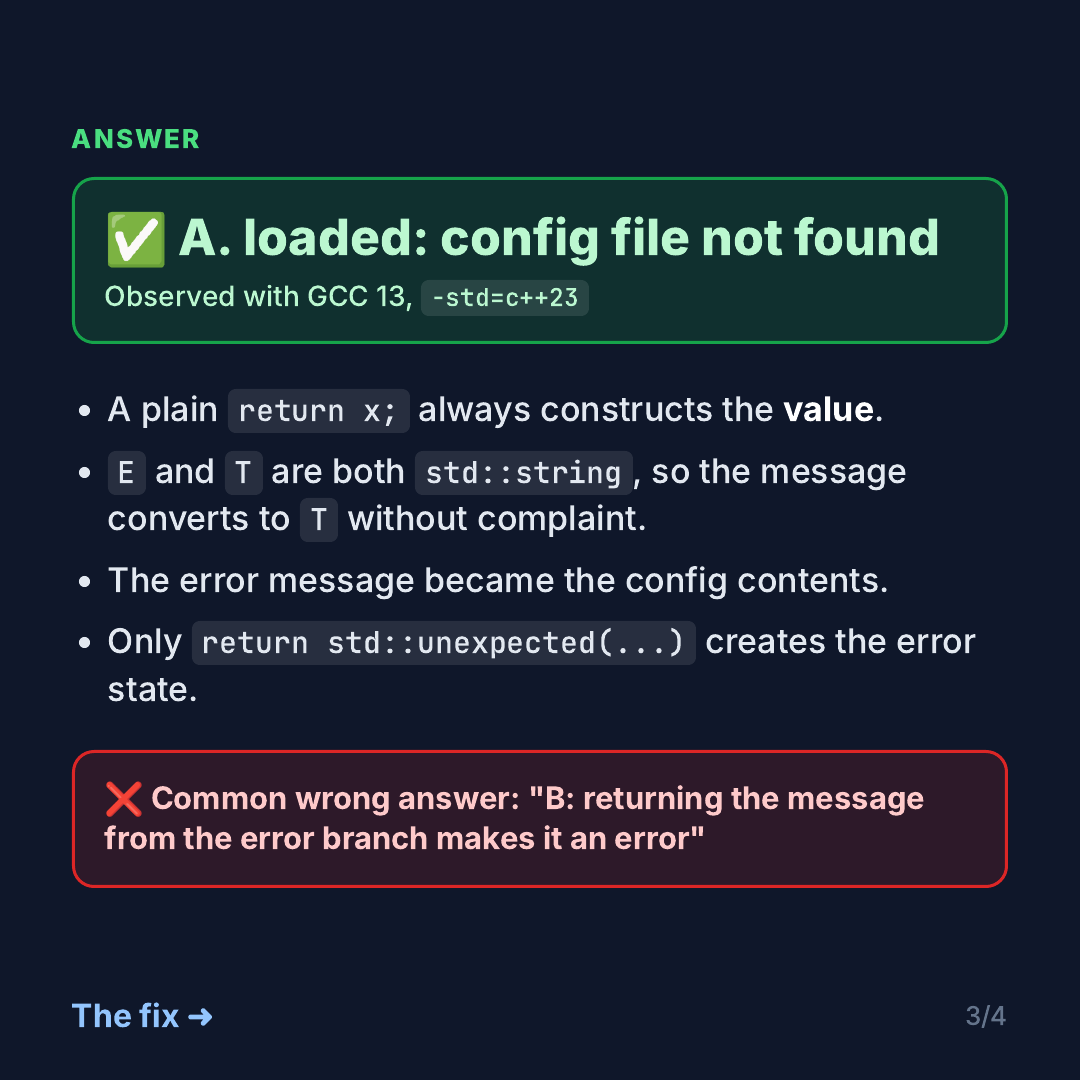 ANSWER
✅ A. loaded: config file not found
Observed with GCC 13, -std=c++23
• A plain return x; always constructs the value.
• E and T are both std::string, so the message
converts to T without complaint.
• The error message became the config contents.
• Only return std::unexpected(...) creates the error
state.
❌ Common wrong answer: "B: returning the message
from the error branch makes it an error"
The fix ➜
3/4